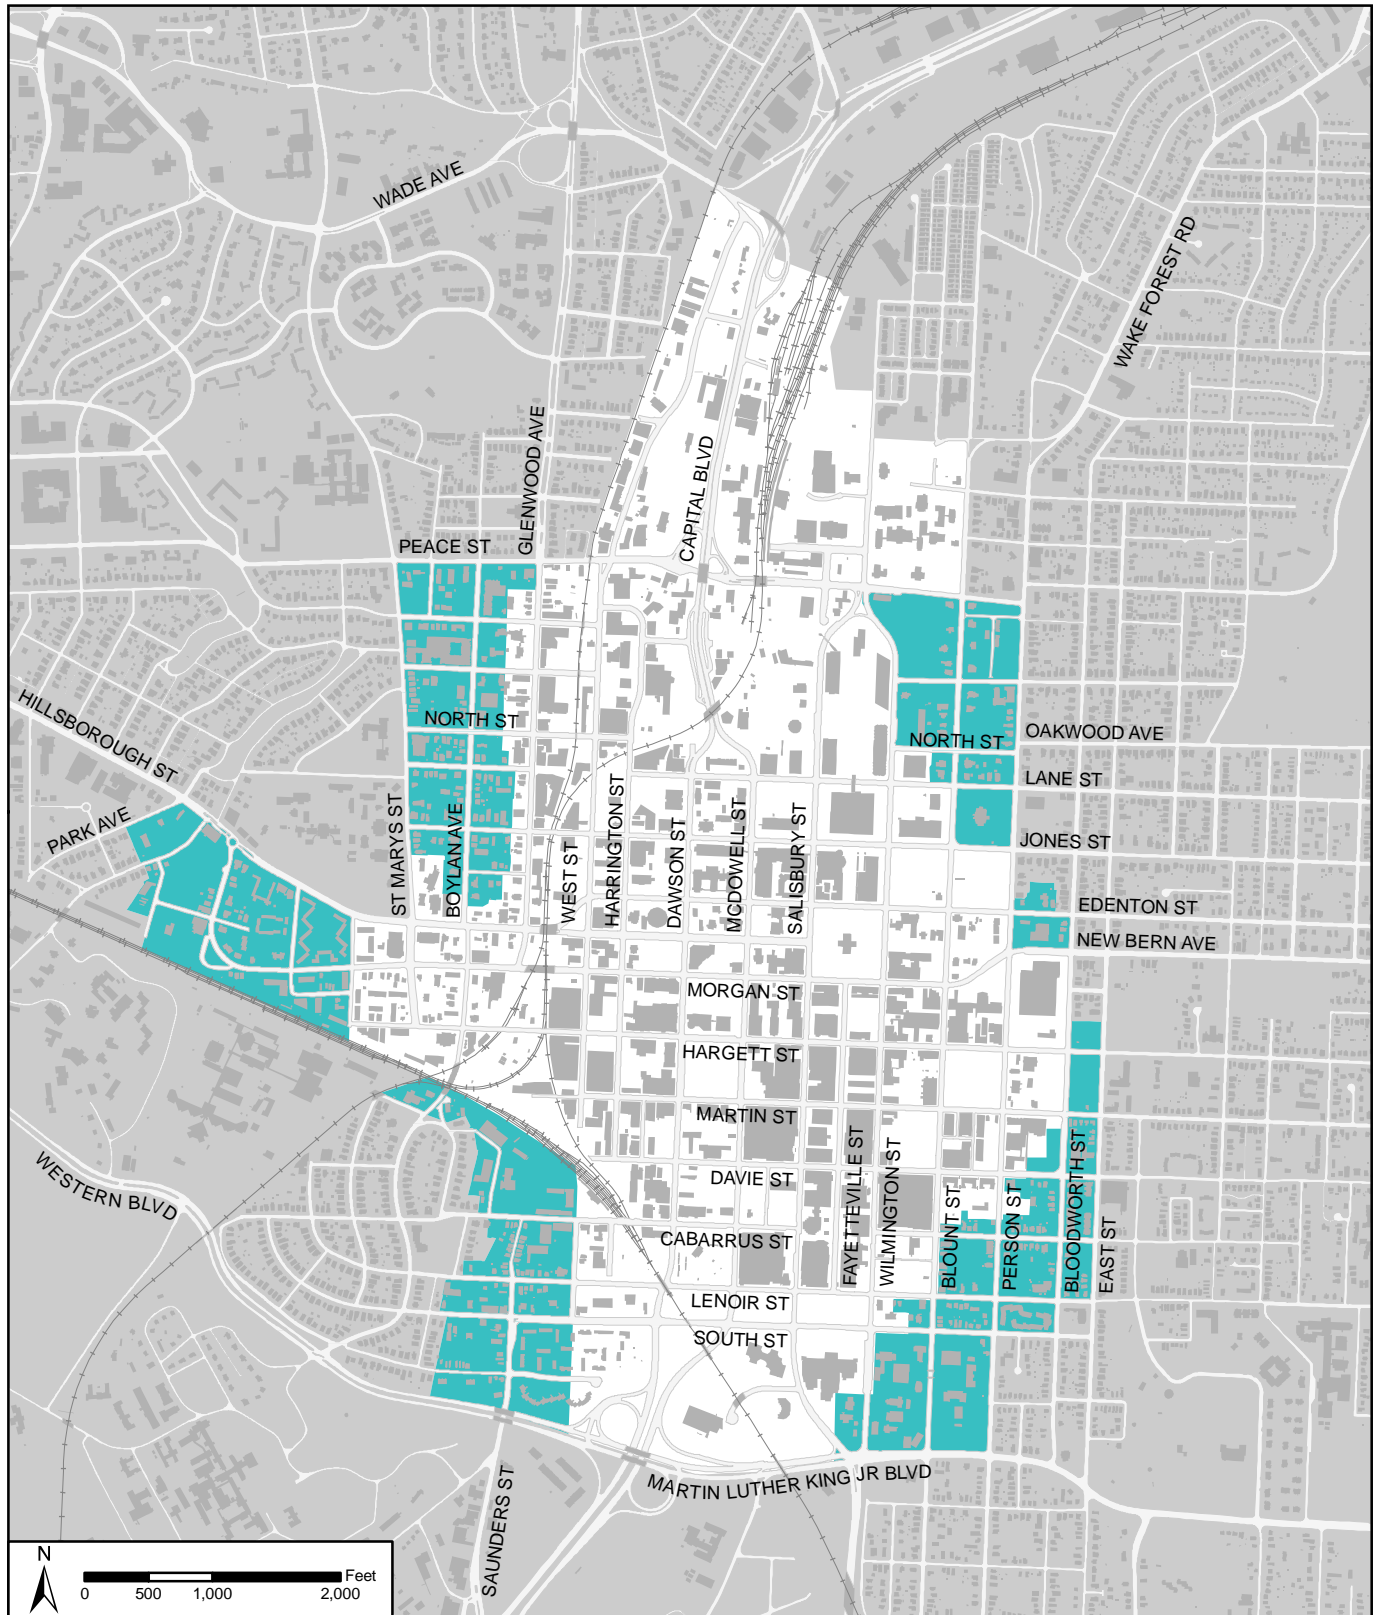 WADE AVE
WAKE FOREST RD
GLENWOOD AVE
CAPITAL BLVD
PEACE ST
HILLSBOROUGH ST
NORTH ST
NORTH ST
OAKWOOD AVE
LANE ST
PARK AVE
ST MARYS ST
BOYLAN AVE
WEST ST
HARRINGTON ST
DAWSON ST
MCDOWELL ST
SALISBURY ST
JONES ST
EDENTON ST
NEW BERN AVE
MORGAN ST
HARGETT ST
MARTIN ST
WESTERN BLVD
DAVIE ST
FAYETTEVILLE ST
WILMINGTON ST
BLOUNT ST
PERSON ST
BLOODWORTH ST
EAST ST
CABARRUS ST
LENOIR ST
SOUTH ST
MARTIN LUTHER KING JR BLVD
SAUNDERS ST
N
Feet
0 500 1,000 2,000